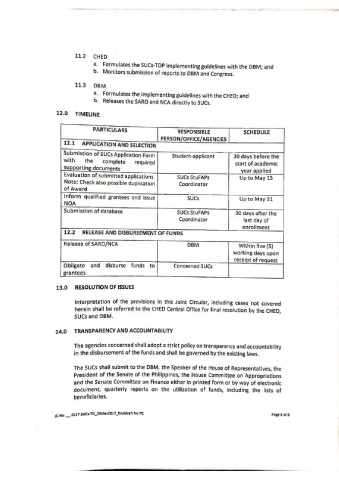 11.2 CHED
a. Formulates the SUCs-TDP implementing guidelines with the DBM; and
b. Monitors submission of reports to DBM and Congress.
11.3 DBM
a. Formulates the implementing guidelines with the CHED; and
b. Releases the SARO and NCA directly to SUCs.
12.0 TIMELINE
PARTICULARS RESPONSIBLE PERSON/OFFICE/AGENCIES SCHEDULE
12.1 APPLICATION AND SELECTION
Submission of SUCs Application Form with the complete required supporting documents Student-applicant 30 days before the start of academic year applied
Evaluation of submitted applications Note: Check also possible duplication of Award SUCs StuFAPs Coordinator Up to May 15
Inform qualified grantees and issue NOA SUCs Up to May 31
Submission of database SUCs StuFAPs Coordinator 30 days after the last day of enrollment
12.2 RELEASE AND DISBURSEMENT OF FUNDS
Release of SARO/NCA DBM Within five (5) working days upon receipt of request
Obligate and disburse funds to grantees Concerned SUCs
13.0 RESOLUTION OF ISSUES
Interpretation of the provisions in this Joint Circular, including cases not covered
herein shall be referred to the CHED Central Office for final resolution by the CHED,
SUCs and DBM.
14.0 TRANSPARENCY AND ACCOUNTABILITY
The agencies concerned shall adopt a strict policy on transparency and accountability
in the disbursement of the funds and shall be governed by the existing laws.
The SUCs shall submit to the DBM, the Speaker of the House of Representatives, the
President of the Senate of the Philippines, the House Committee on Appropriations
and the Senate Committee on Finance either in printed form or by way of electronic
document, quarterly reports on the utilization of funds, including the lists of
beneficiaries.